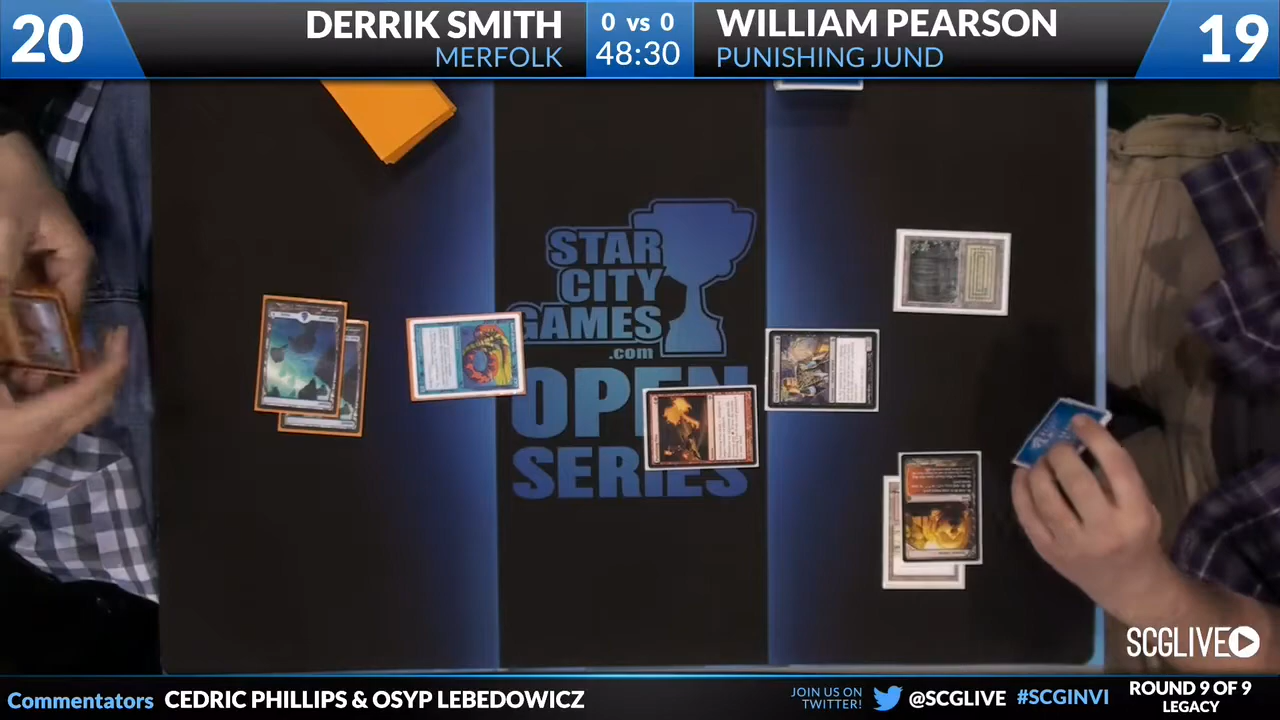 20
DERRIK SMITH
MERFOLK
0 vs 0
48:30
WILLIAM PEARSON
PUNISHING JUND
19
STAR
CITY
GAMES
.com
OPEN
SERIES
SCGLIVE
Commentators CEDRIC PHILLIPS & OSYP LEBEDOWICZ
JOIN US ON
TWITTER!
@SCGLIVE #SCGINVI
ROUND 9 OF 9
LEGACY